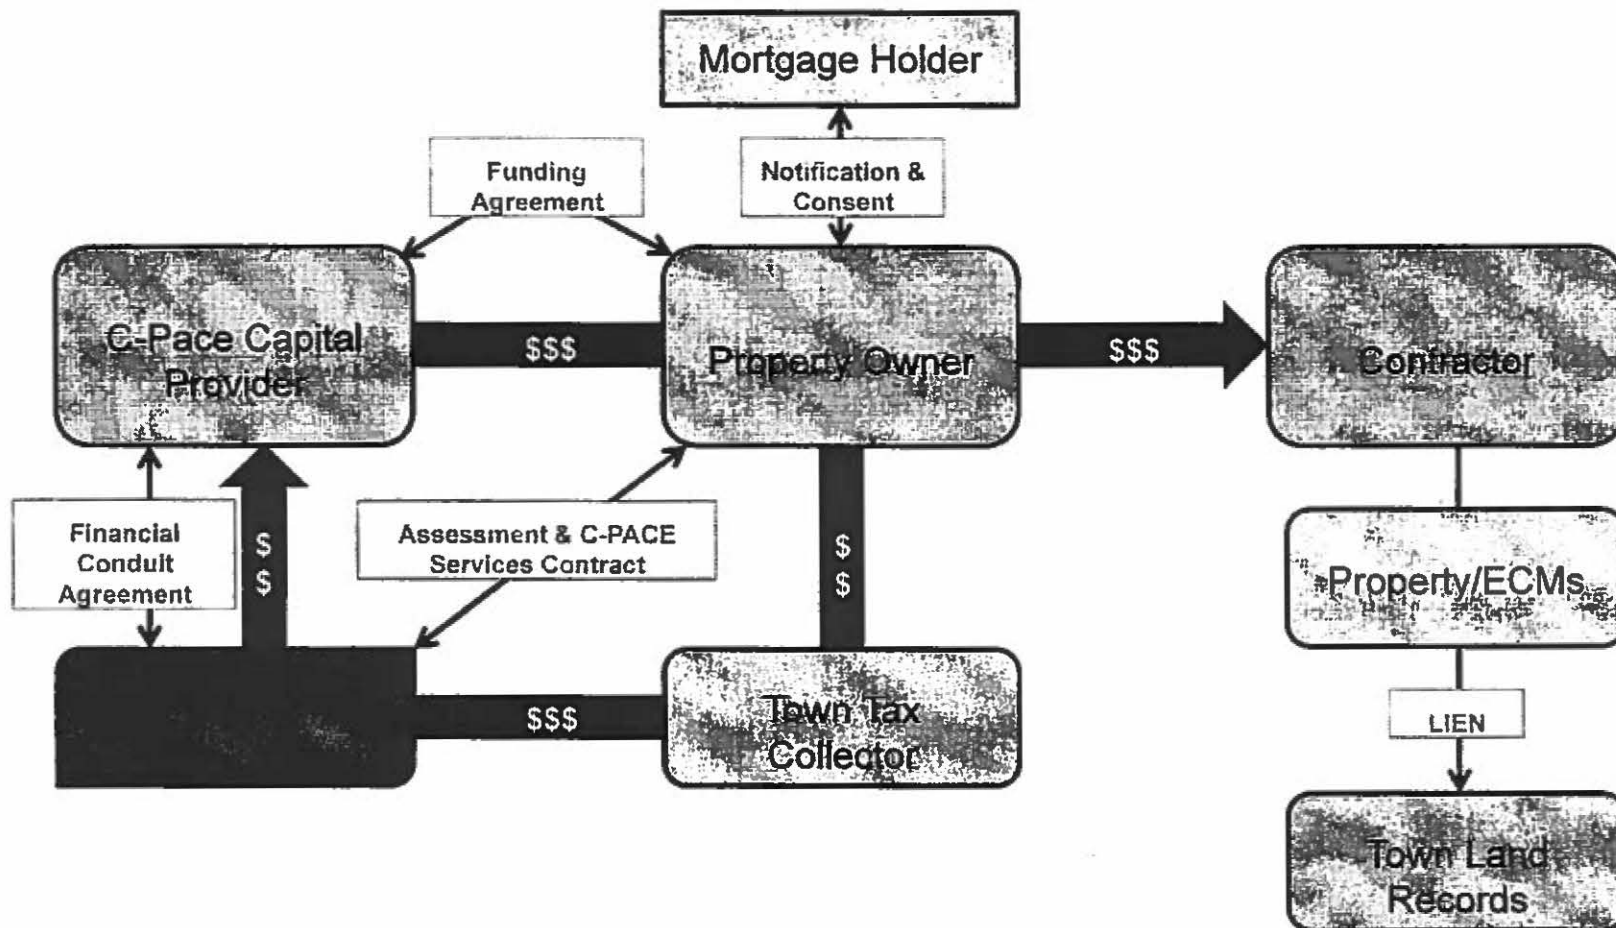 Mortgage Holder
Funding
Agreement
Notification &
Consent
C-Pace Capital
Provider
$$$
Property Owner
$$$
Contractor
Financial
Conduit
Agreement
$
$
Assessment & C-PACE
Services Contract
$
$
Property/ECMs
$$$
Town Tax
Collector
LIEN
Town Land
Records